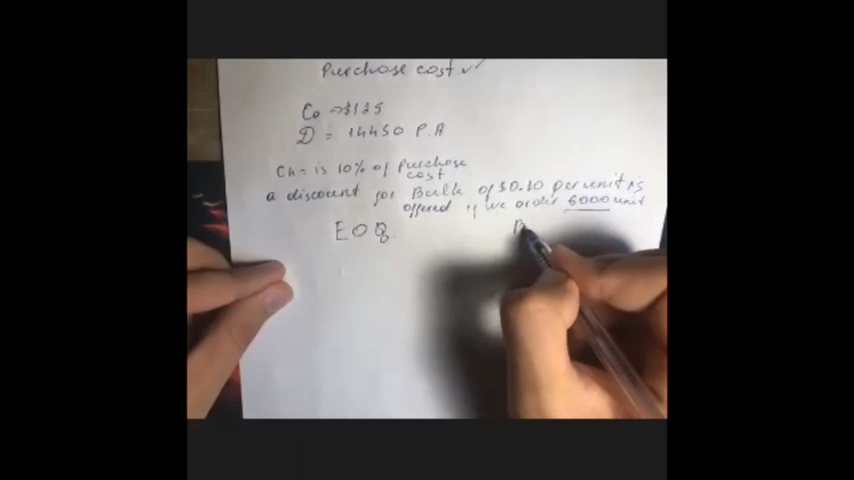 Purchase cost. ✓
Co → $125
D = 14450 P.A
Ch = is 10% of Purchase
cost
a discount for Bulk of $0.10 per unit is
offered if we order 6000 unit
EOQ